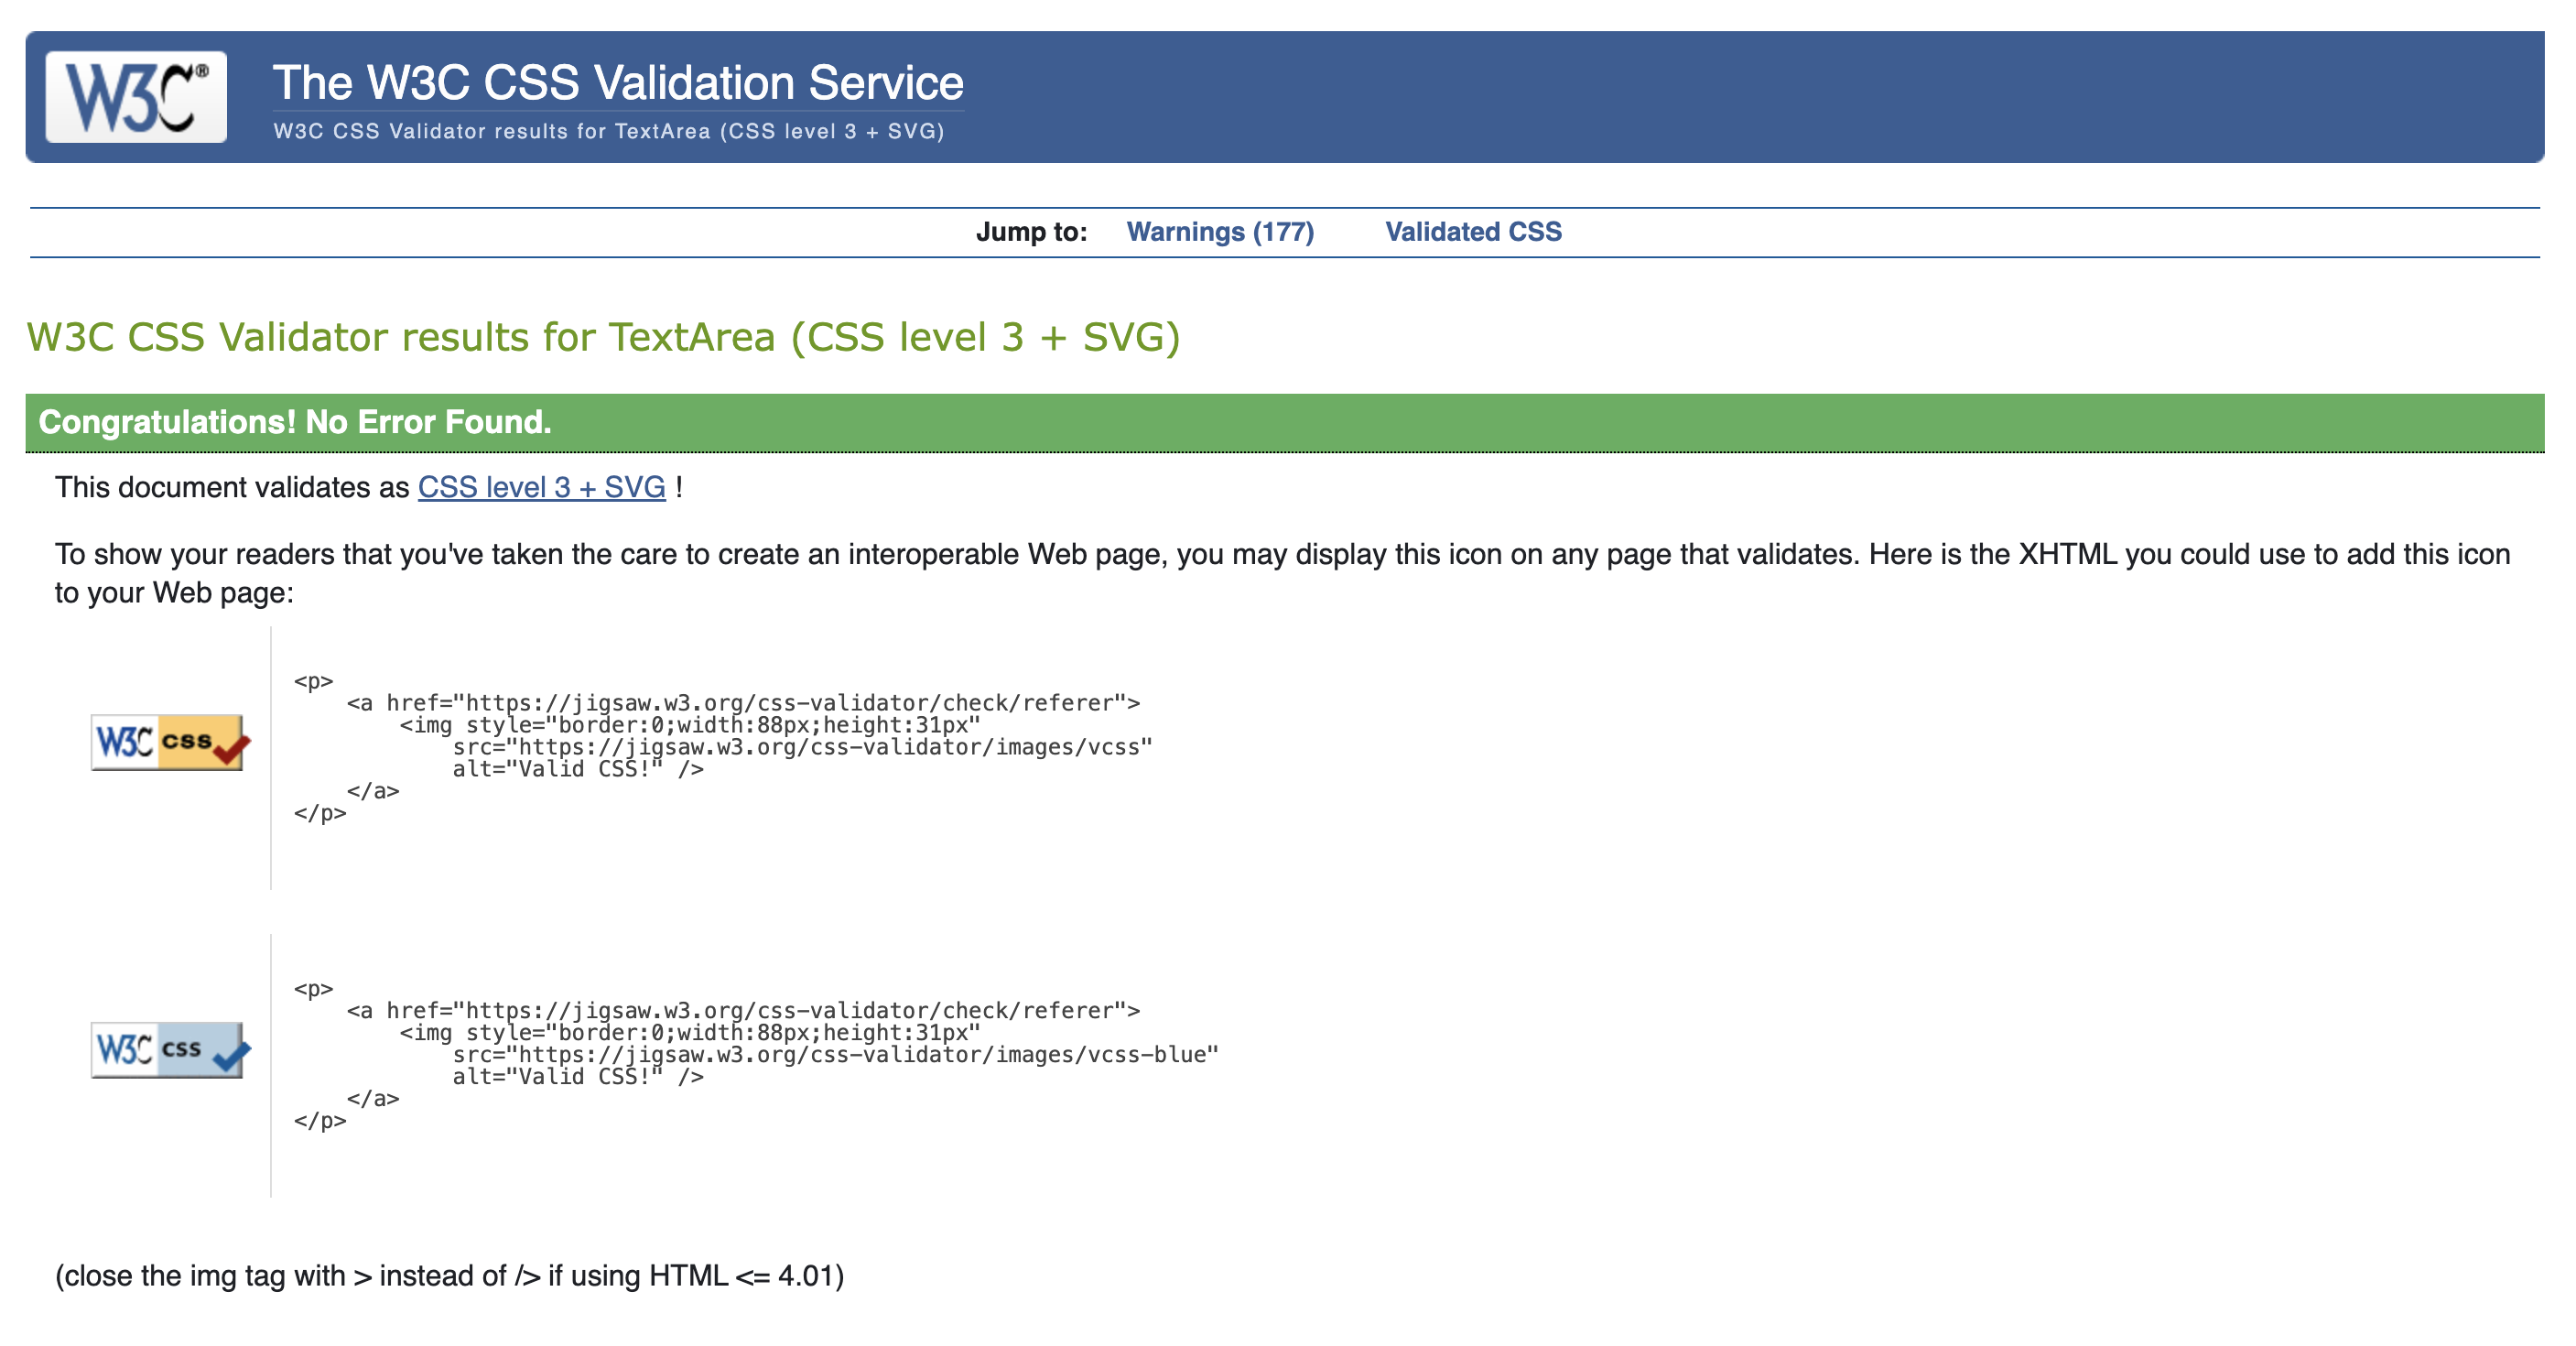 W3C®
The W3C CSS Validation Service
W3C CSS Validator results for TextArea (CSS level 3 + SVG)
Jump to: Warnings (177) Validated CSS
W3C CSS Validator results for TextArea (CSS level 3 + SVG)
Congratulations! No Error Found.
This document validates as CSS level 3 + SVG !
To show your readers that you've taken the care to create an interoperable Web page, you may display this icon on any page that validates. Here is the XHTML you could use to add this icon
to your Web page:
W3C css
<p>
    <a href="https://jigsaw.w3.org/css-validator/check/referer">
        <img style="border:0;width:88px;height:31px"
            src="https://jigsaw.w3.org/css-validator/images/vcss"
            alt="Valid CSS!" />
    </a>
</p>
W3C css
<p>
    <a href="https://jigsaw.w3.org/css-validator/check/referer">
        <img style="border:0;width:88px;height:31px"
            src="https://jigsaw.w3.org/css-validator/images/vcss-blue"
            alt="Valid CSS!" />
    </a>
</p>
(close the img tag with > instead of /> if using HTML <= 4.01)